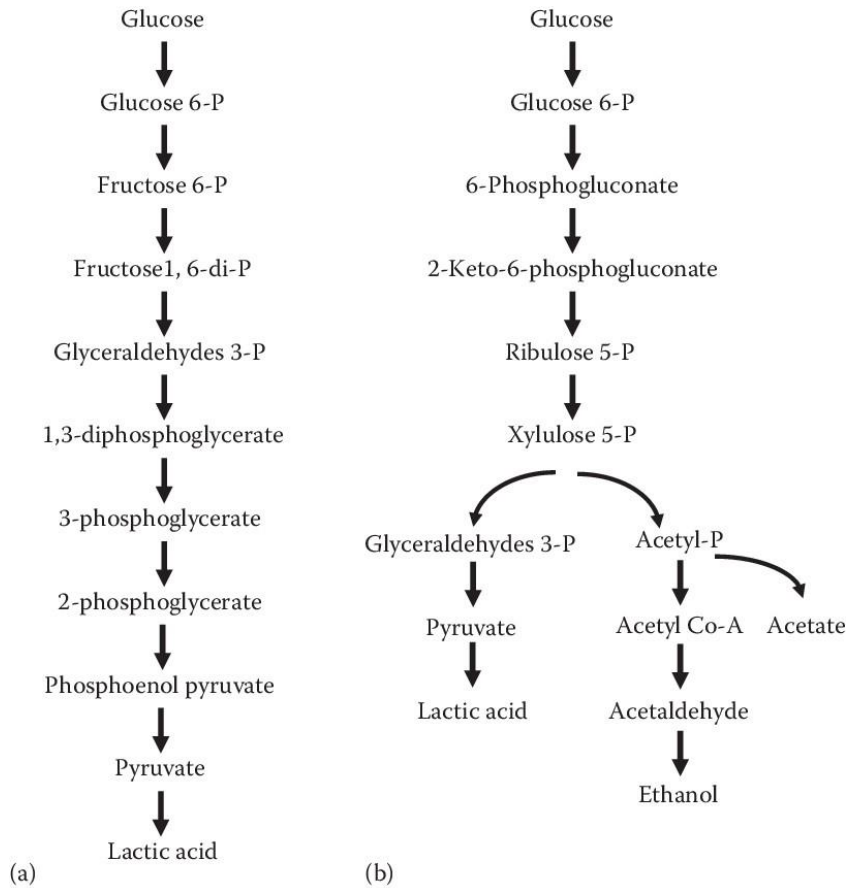 Glucose
Glucose 6-P
Fructose 6-P
Fructose1, 6-di-P
Glyceraldehydes 3-P
1,3-diphosphoglycerate
3-phosphoglycerate
2-phosphoglycerate
Phosphoenol pyruvate
Pyruvate
Lactic acid
(a)
Glucose
Glucose 6-P
6-Phosphogluconate
2-Keto-6-phosphogluconate
Ribulose 5-P
Xylulose 5-P
Glyceraldehydes 3-P
Pyruvate
Lactic acid
Acetyl-P
Acetyl Co-A
Acetate
Acetaldehyde
Ethanol
(b)